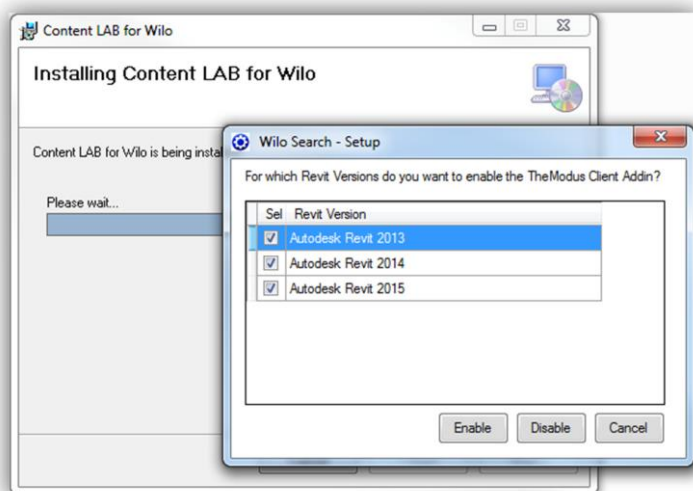 Content LAB for Wilo
Installing Content LAB for Wilo
Content LAB for Wilo is being instal
Please wait...
Wilo Search - Setup
For which Revit Versions do you want to enable the TheModus Client Addin?
Sel Revit Version
Autodesk Revit 2013
Autodesk Revit 2014
Autodesk Revit 2015
Enable Disable Cancel